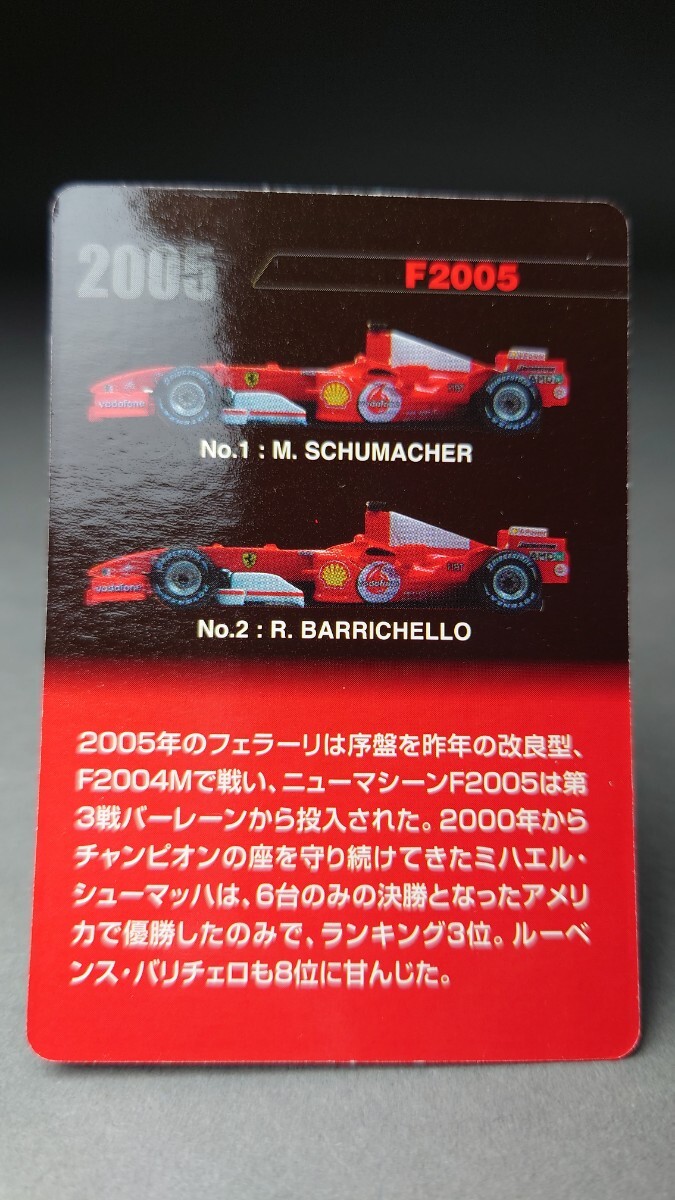 2005
F2005
vodafone
vodafone
AMD
No.1 : M. SCHUMACHER
vodafone
vodafone
FIAT
AMD
No.2 : R. BARRICHELLO
2005年のフェラーリは序盤を昨年の改良型、
F2004Mで戦い、ニューマシーンF2005は第
3戦バーレーンから投入された。2000年から
チャンピオンの座を守り続けてきたミハエル・
シューマッハは、6台のみの決勝となったアメリ
カで優勝したのみで、ランキング3位。ルーベ
ンス・バリチェロも8位に甘んじた。